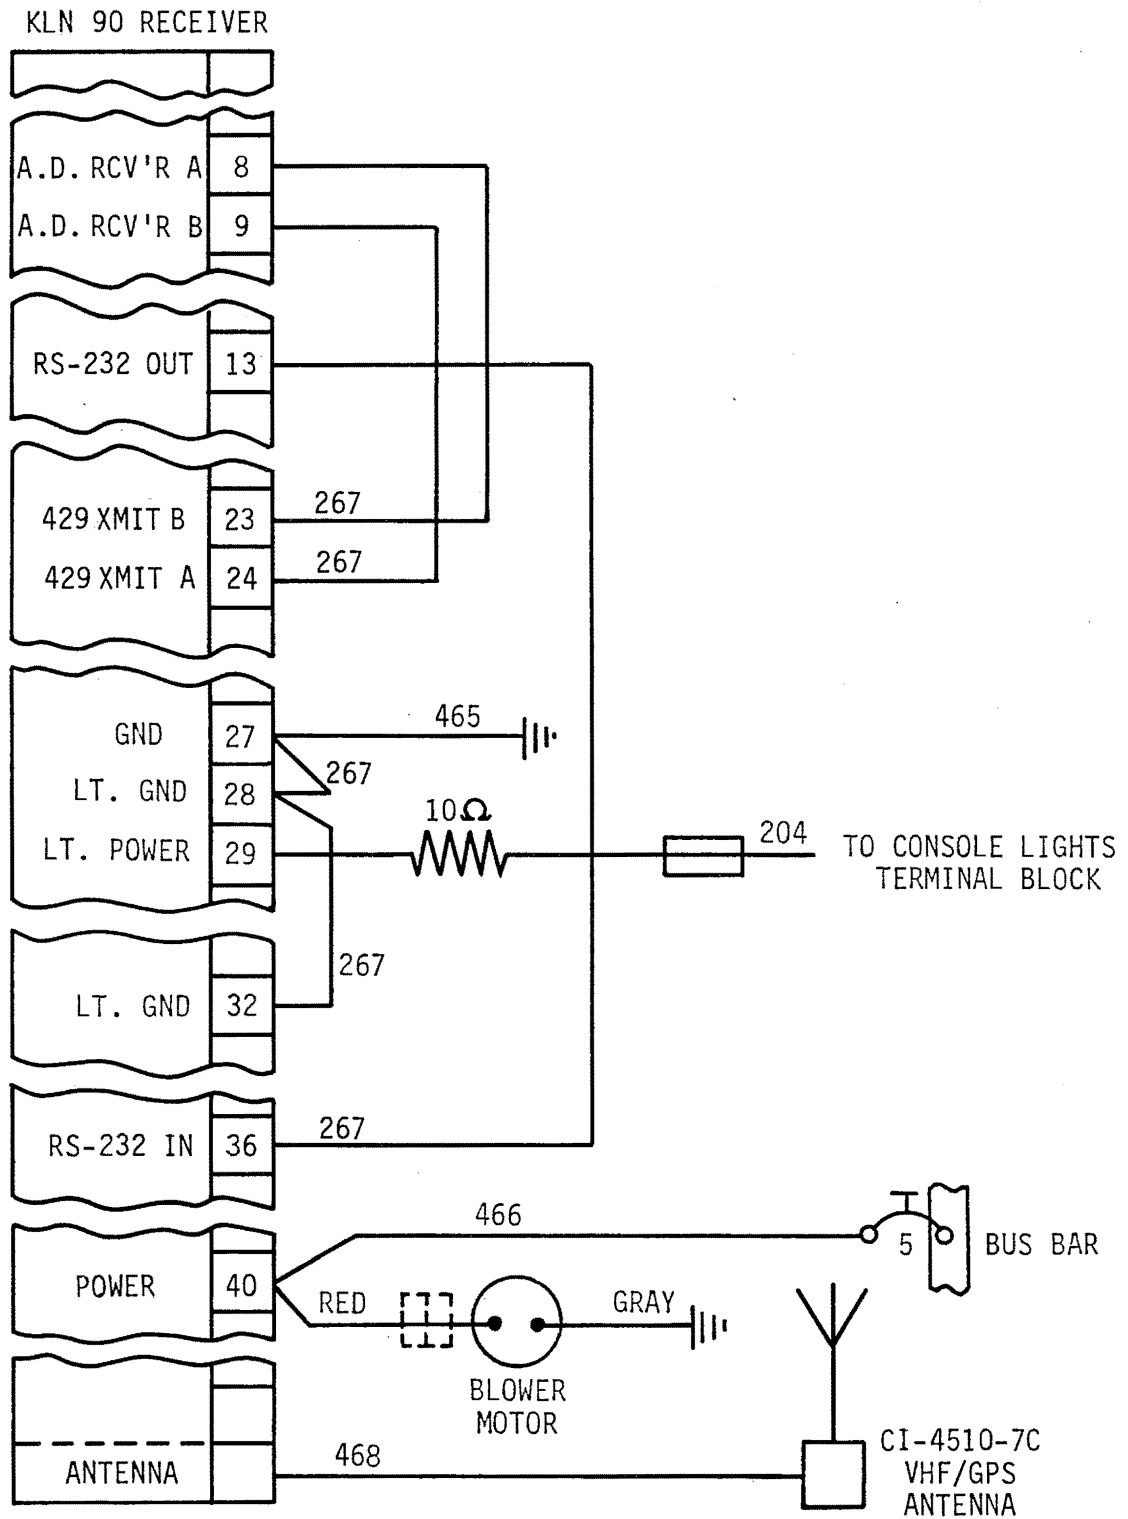 KLN 90 RECEIVER
A.D. RCV'R A 8
A.D. RCV'R B 9
RS-232 OUT 13
429 XMIT B 23 267
429 XMIT A 24 267
GND 27 465
LT. GND 28 267
10Ω
LT. POWER 29 204 TO CONSOLE LIGHTS
TERMINAL BLOCK
267
LT. GND 32
RS-232 IN 36 267
466
5 BUS BAR
POWER 40 RED GRAY
BLOWER
MOTOR
ANTENNA 468
CI-4510-7C
VHF/GPS
ANTENNA